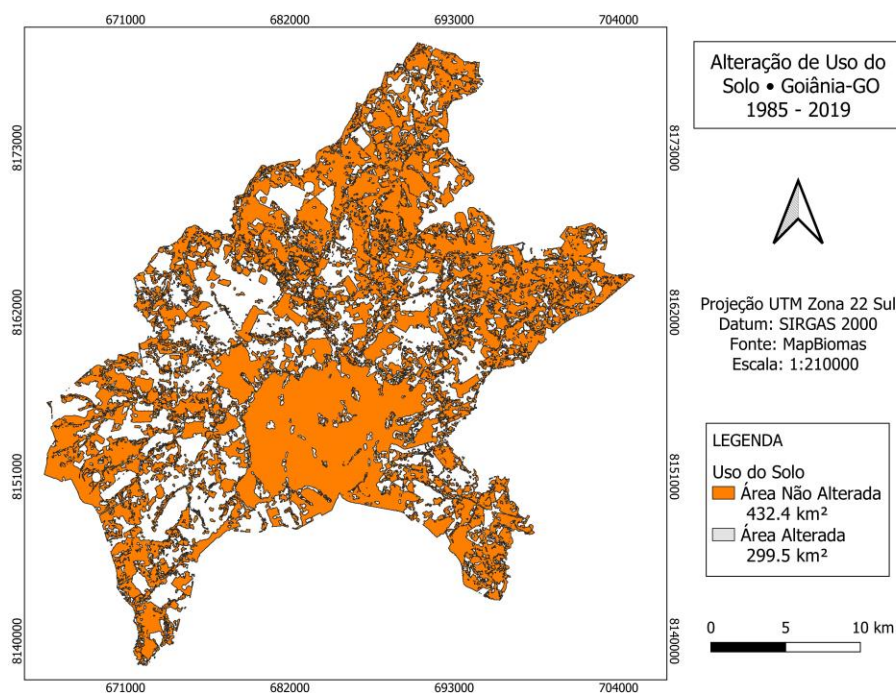 671000 682000 693000 704000
8173000
8162000
8151000
8140000
8173000
8162000
8151000
8140000
671000 682000 693000 704000
Alteração de Uso do
Solo • Goiânia-GO
1985 - 2019
Projeção UTM Zona 22 Sul
Datum: SIRGAS 2000
Fonte: MapBiomas
Escala: 1:210000
LEGENDA
Uso do Solo
Área Não Alterada
432.4 km²
Área Alterada
299.5 km²
0 5 10 km